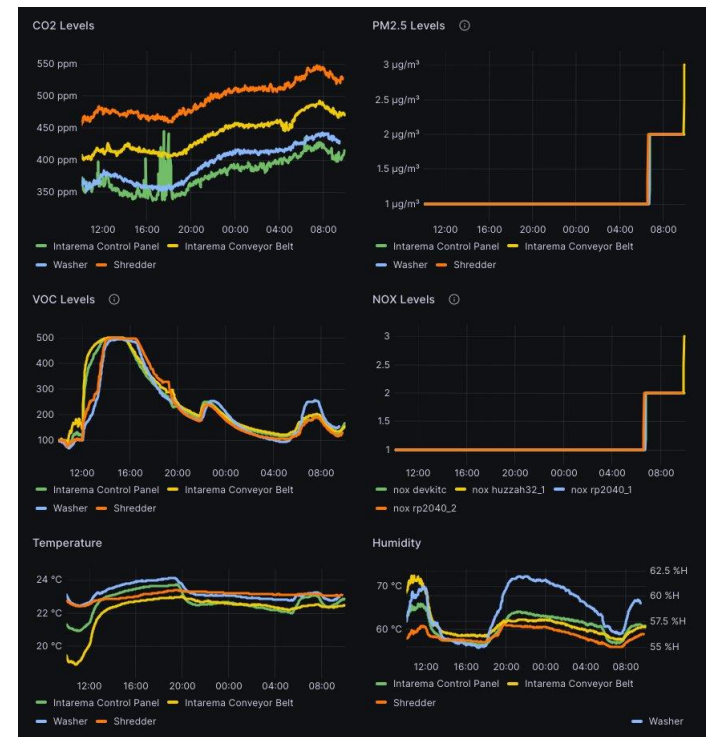 CO2 Levels
550 ppm
500 ppm
450 ppm
400 ppm
350 ppm
12:00 16:00 20:00 00:00 04:00 08:00
Intarema Control Panel Intarema Conveyor Belt
Washer Shredder
PM2.5 Levels
3 µg/m³
2.5 µg/m³
2 µg/m³
1.5 µg/m³
1 µg/m³
12:00 16:00 20:00 00:00 04:00 08:00
Intarema Control Panel Intarema Conveyor Belt
Washer Shredder
VOC Levels
500
400
300
200
100
12:00 16:00 20:00 00:00 04:00 08:00
Intarema Control Panel Intarema Conveyor Belt
Washer Shredder
NOX Levels
3
2.5
2
1.5
1
12:00 16:00 20:00 00:00 04:00 08:00
nox devkitc nox huzzah32_1 nox rp2040_1
nox rp2040_2
Temperature
24 °C
22 °C
20 °C
12:00 16:00 20:00 00:00 04:00 08:00
Intarema Control Panel Intarema Conveyor Belt
Washer Shredder
Humidity
70 °C
60 °C
62.5 %H
60 %H
57.5 %H
55 %H
12:00 16:00 20:00 00:00 04:00 08:00
Intarema Control Panel Intarema Conveyor Belt
Shredder
Washer